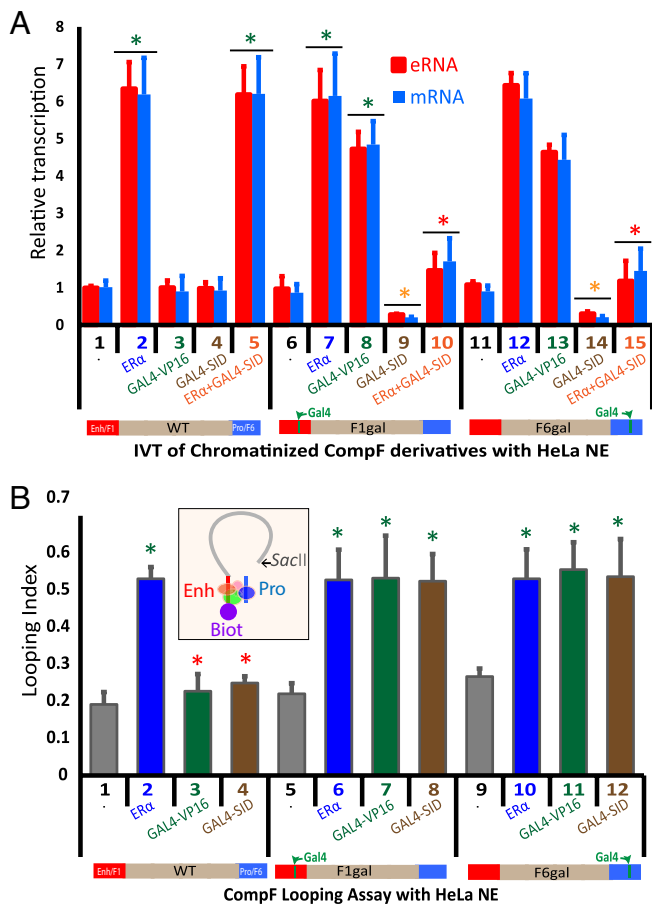 A
Relative transcription
8
7
6
5
4
3
2
1
0
* * * * * * * *
eRNA
mRNA
1 2 3 4 5 6 7 8 9 10 11 12 13 14 15
. ERα GAL4-VP16 GAL4-SID ERα+GAL4-SID . ERα GAL4-VP16 GAL4-SID ERα+GAL4-SID . ERα GAL4-VP16 GAL4-SID ERα+GAL4-SID
Gal4 Gal4
Enh/F1 WT Pro/F6 F1gal F6gal
IVT of Chromatinized CompF derivatives with HeLa NE
B
Looping Index
0.7
0.6
0.5
0.4
0.3
0.2
0.1
0
* * * * * * * * *
SacII
Enh Pro
Biot
1 2 3 4 5 6 7 8 9 10 11 12
. ERα GAL4-VP16 GAL4-SID . ERα GAL4-VP16 GAL4-SID . ERα GAL4-VP16 GAL4-SID
Gal4 Gal4
Enh/F1 WT Pro/F6 F1gal F6gal
CompF Looping Assay with HeLa NE